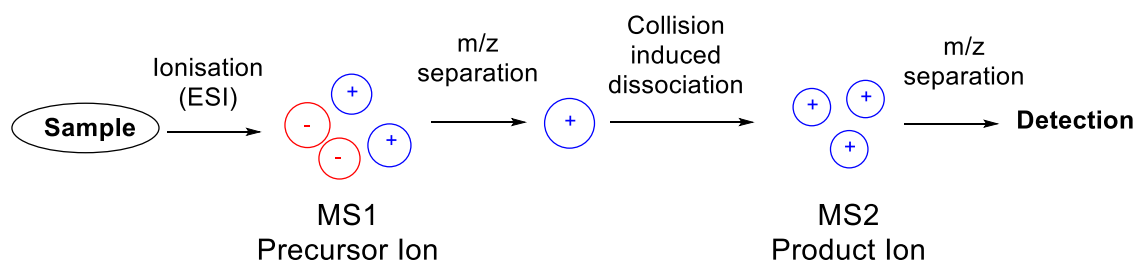 Sample
Ionisation
(ESI)
+
-
-
+
MS1
Precursor Ion
m/z
separation
+
Collision
induced
dissociation
+
+
+
MS2
Product Ion
m/z
separation
Detection